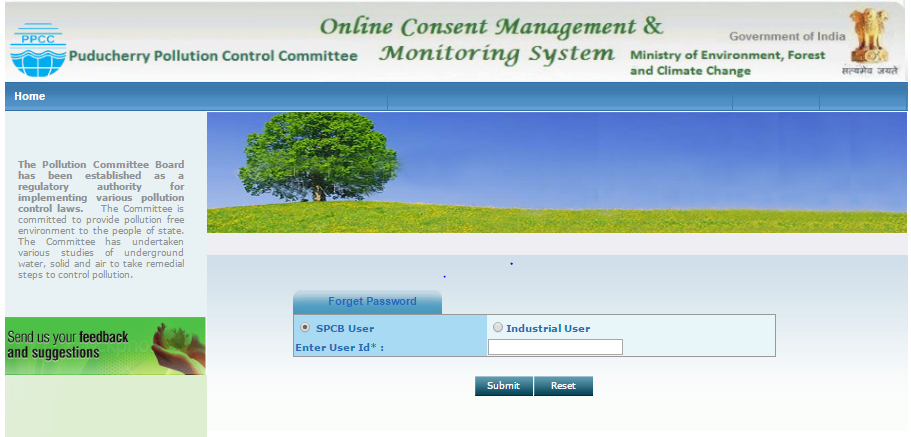 PPCC
Puducherry Pollution Control Committee
Online Consent Management &
Monitoring System
Government of India
Ministry of Environment, Forest
and Climate Change
सत्यमेव जयते
Home
The Pollution Committee Board
has been established as a
regulatory authority for
implementing various pollution
control laws. The Committee is
committed to provide pollution free
environment to the people of state.
The Committee has undertaken
various studies of underground
water, solid and air to take remedial
steps to control pollution.
Send us your feedback
and suggestions
Forget Password
SPCB User
Industrial User
Enter User Id* :
Submit
Reset